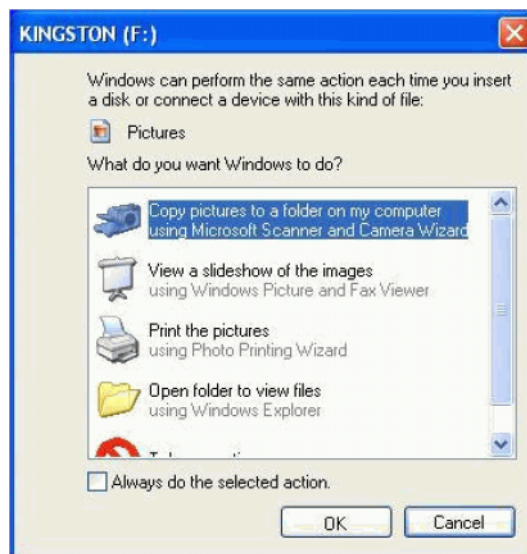 KINGSTON (F:)
Windows can perform the same action each time you insert
a disk or connect a device with this kind of file:
Pictures
What do you want Windows to do?
Copy pictures to a folder on my computer
using Microsoft Scanner and Camera Wizard
View a slideshow of the images
using Windows Picture and Fax Viewer
Print the pictures
using Photo Printing Wizard
Open folder to view files
using Windows Explorer
Always do the selected action.
OK
Cancel